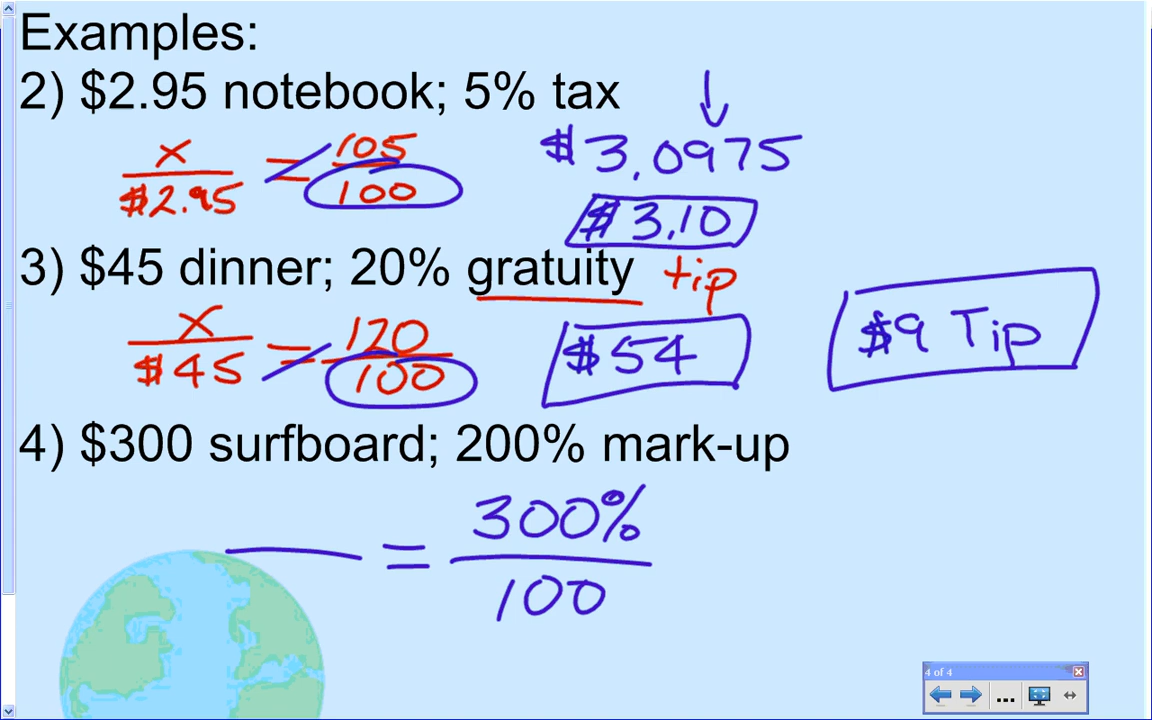 Examples:
2) $2.95 notebook; 5% tax
x / $2.95 = 105 / 100
$3.0975
$3.10
3) $45 dinner; 20% gratuity tip
x / $45 = 120 / 100
$54
$9 Tip
4) $300 surfboard; 200% mark-up
= 300% / 100
4 of 4